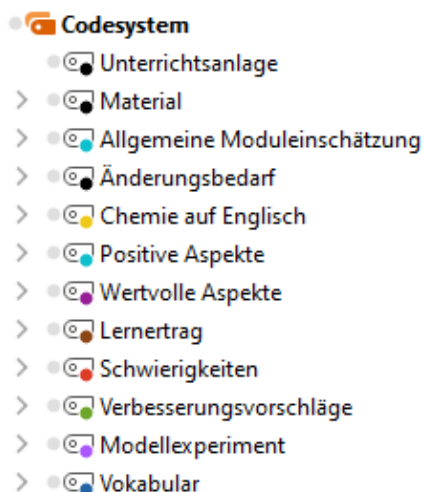 Codesystem
Unterrichtsanlage
Material
Allgemeine Moduleinschätzung
Änderungsbedarf
Chemie auf Englisch
Positive Aspekte
Wertvolle Aspekte
Lernertrag
Schwierigkeiten
Verbesserungsvorschläge
Modellexperiment
Vokabular